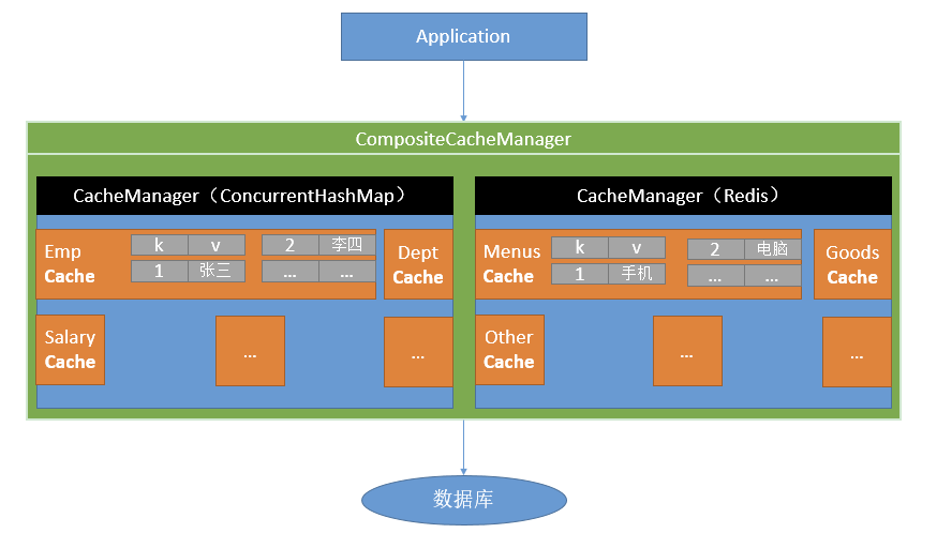 Application
CompositeCacheManager
CacheManager（ConcurrentHashMap）
Emp
Cache
k v
1 张三
2 李四
... ...
Dept
Cache
Salary
Cache
...
...
CacheManager（Redis）
Menus
Cache
k v
1 手机
2 电脑
... ...
Goods
Cache
Other
Cache
...
...
数据库